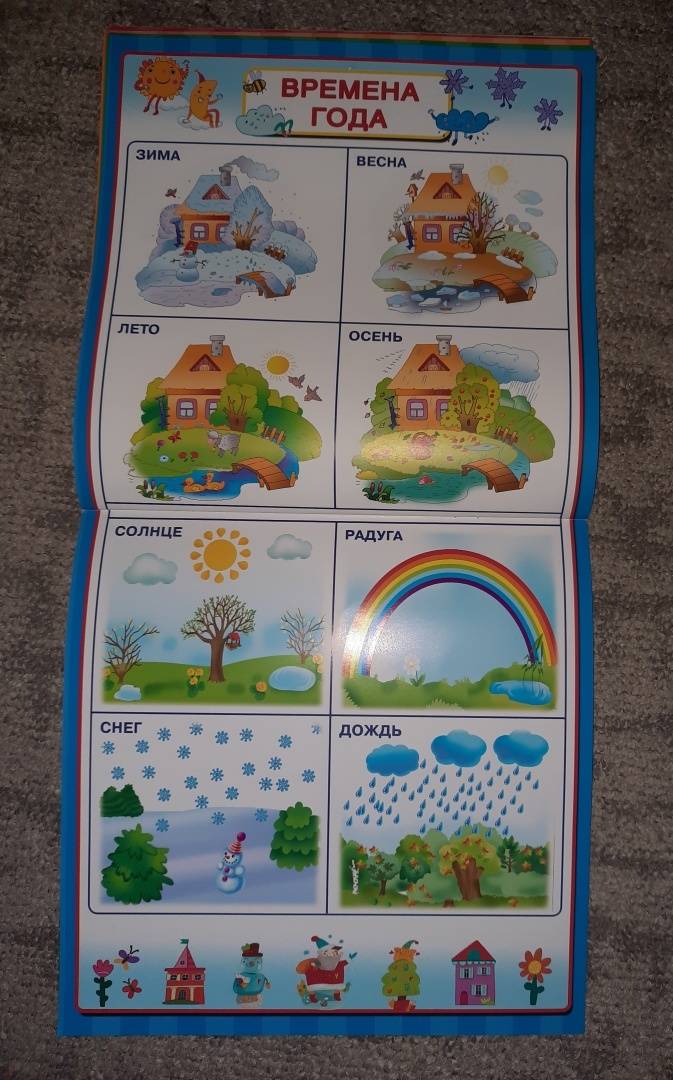 ВРЕМЕНА
ГОДА
ЗИМА
ВЕСНА
ЛЕТО
ОСЕНЬ
СОЛНЦЕ
РАДУГА
СНЕГ
ДОЖДЬ